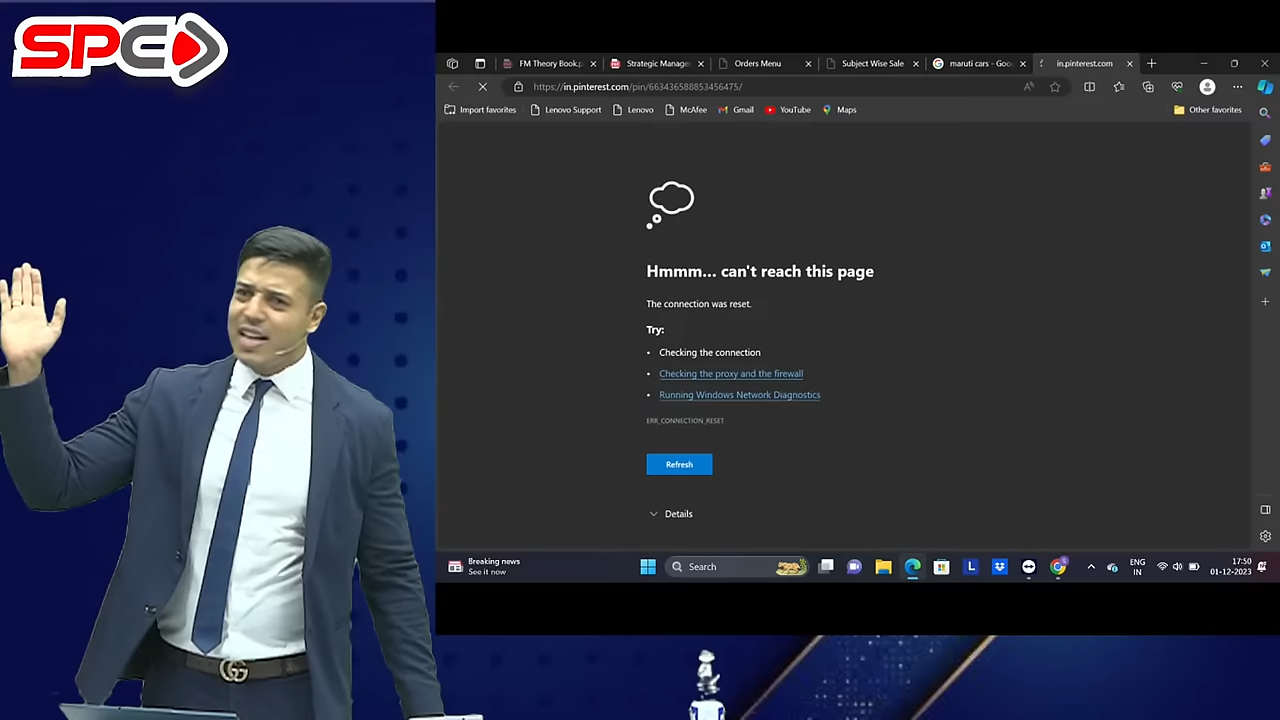 SPC
FM Theory Book.p
Strategic Manage
Orders Menu
Subject Wise Sale
maruti cars - Goo
in.pinterest.com
https://in.pinterest.com/pin/663436588853456475/
Import favorites
Lenovo Support
Lenovo
McAfee
Gmail
YouTube
Maps
Other favorites
Hmmm... can't reach this page
The connection was reset.
Try:
• Checking the connection
• Checking the proxy and the firewall
• Running Windows Network Diagnostics
ERR_CONNECTION_RESET
Refresh
Details
Breaking news
See it now
Search
ENG
IN
17:50
01-12-2023